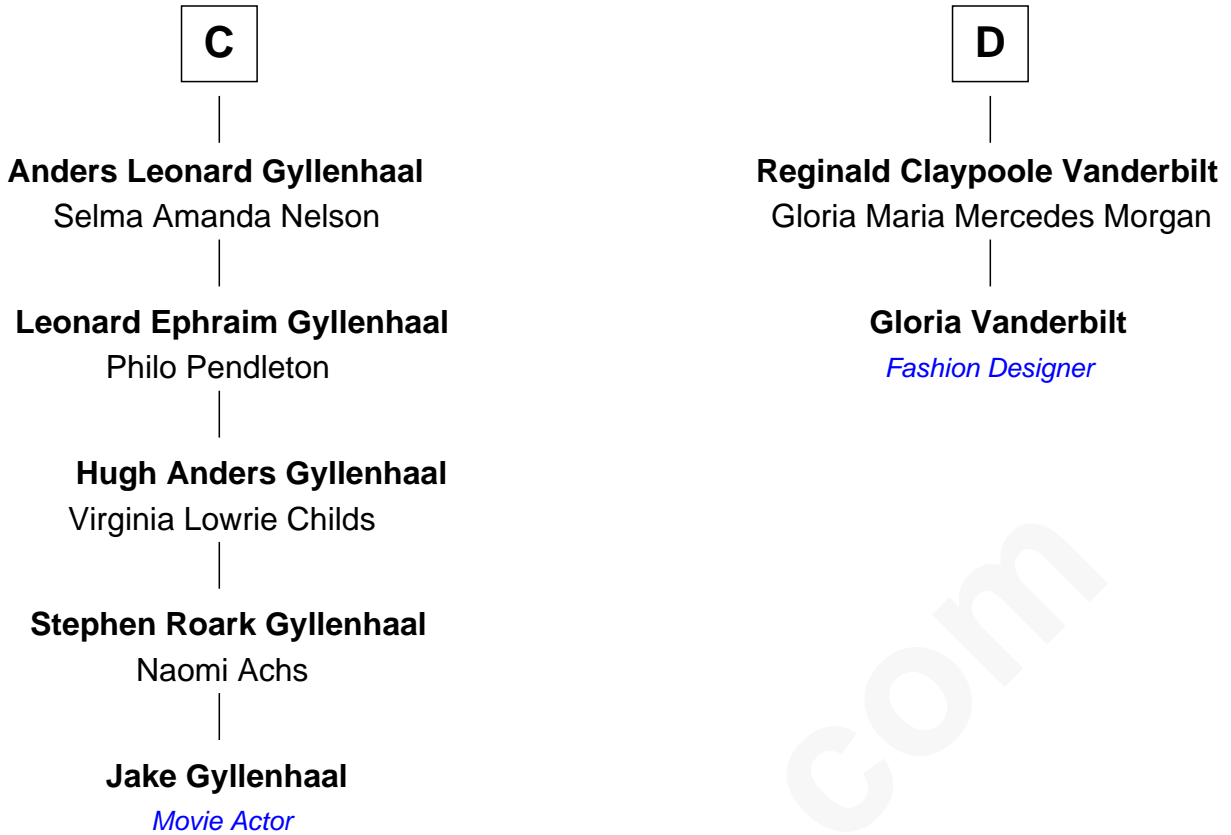 C
Anders Leonard Gyllenhaal
Selma Amanda Nelson
Leonard Ephraim Gyllenhaal
Philo Pendleton
Hugh Anders Gyllenhaal
Virginia Lowrie Childs
Stephen Roark Gyllenhaal
Naomi Achs
Jake Gyllenhaal
Movie Actor
D
Reginald Claypoole Vanderbilt
Gloria Maria Mercedes Morgan
Gloria Vanderbilt
Fashion Designer
com